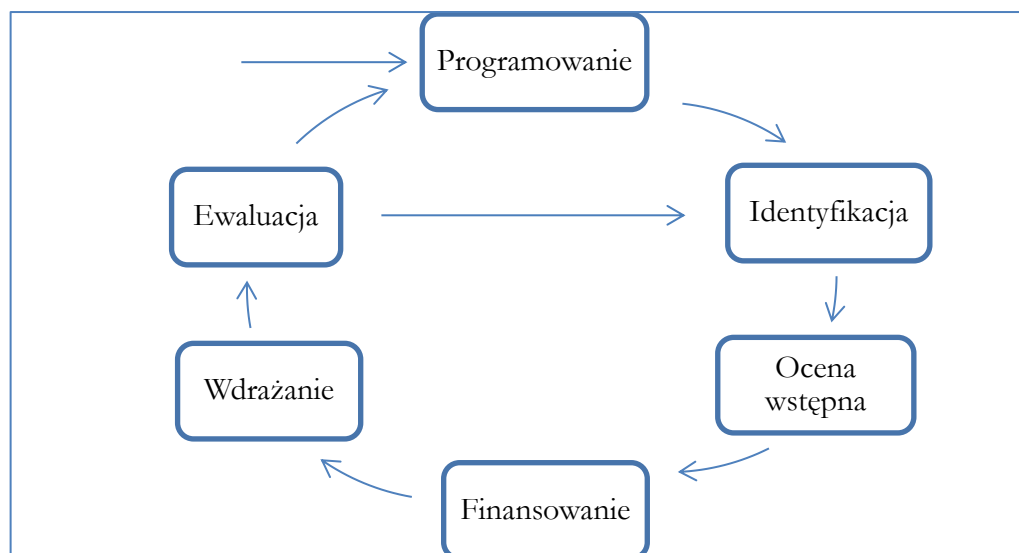 Programowanie
Ewaluacja
Identyfikacja
Wdrażanie
Ocena
wstępna
Finansowanie